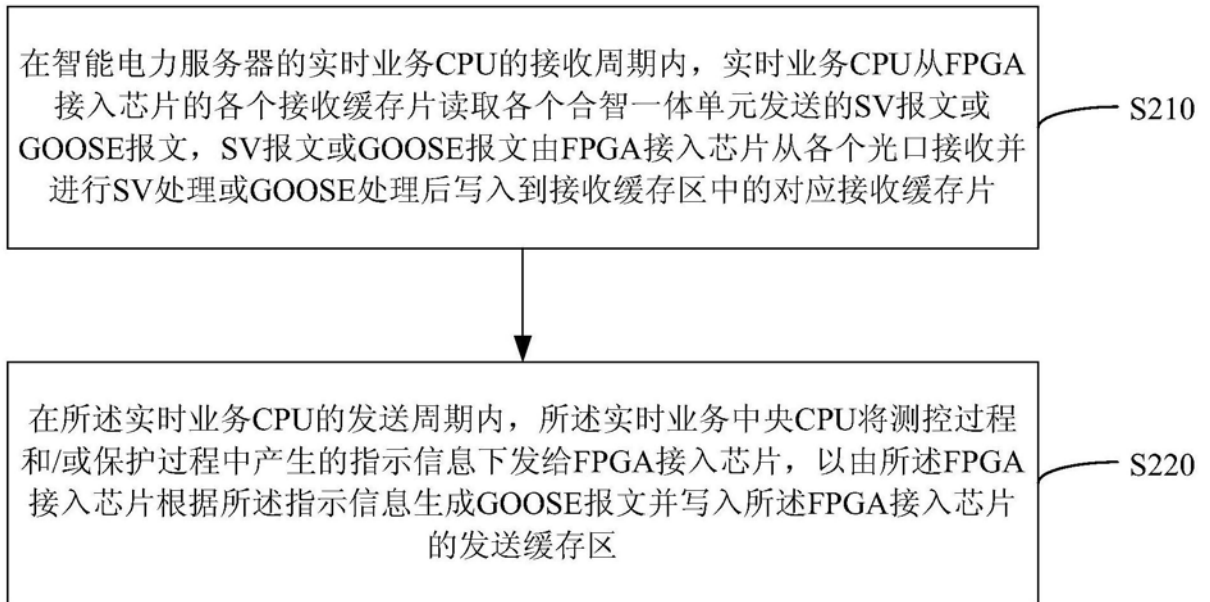 在智能电力服务器的实时业务CPU的接收周期内，实时业务CPU从FPGA
接入芯片的各个接收缓存片读取各个合智一体单元发送的SV报文或
GOOSE报文，SV报文或GOOSE报文由FPGA接入芯片从各个光口接收并
进行SV处理或GOOSE处理后写入到接收缓存区中的对应接收缓存片
S210
在所述实时业务CPU的发送周期内，所述实时业务中央CPU将测控过程
和/或保护过程中产生的指示信息下发给FPGA接入芯片，以由所述FPGA
接入芯片根据所述指示信息生成GOOSE报文并写入所述FPGA接入芯片
的发送缓存区
S220